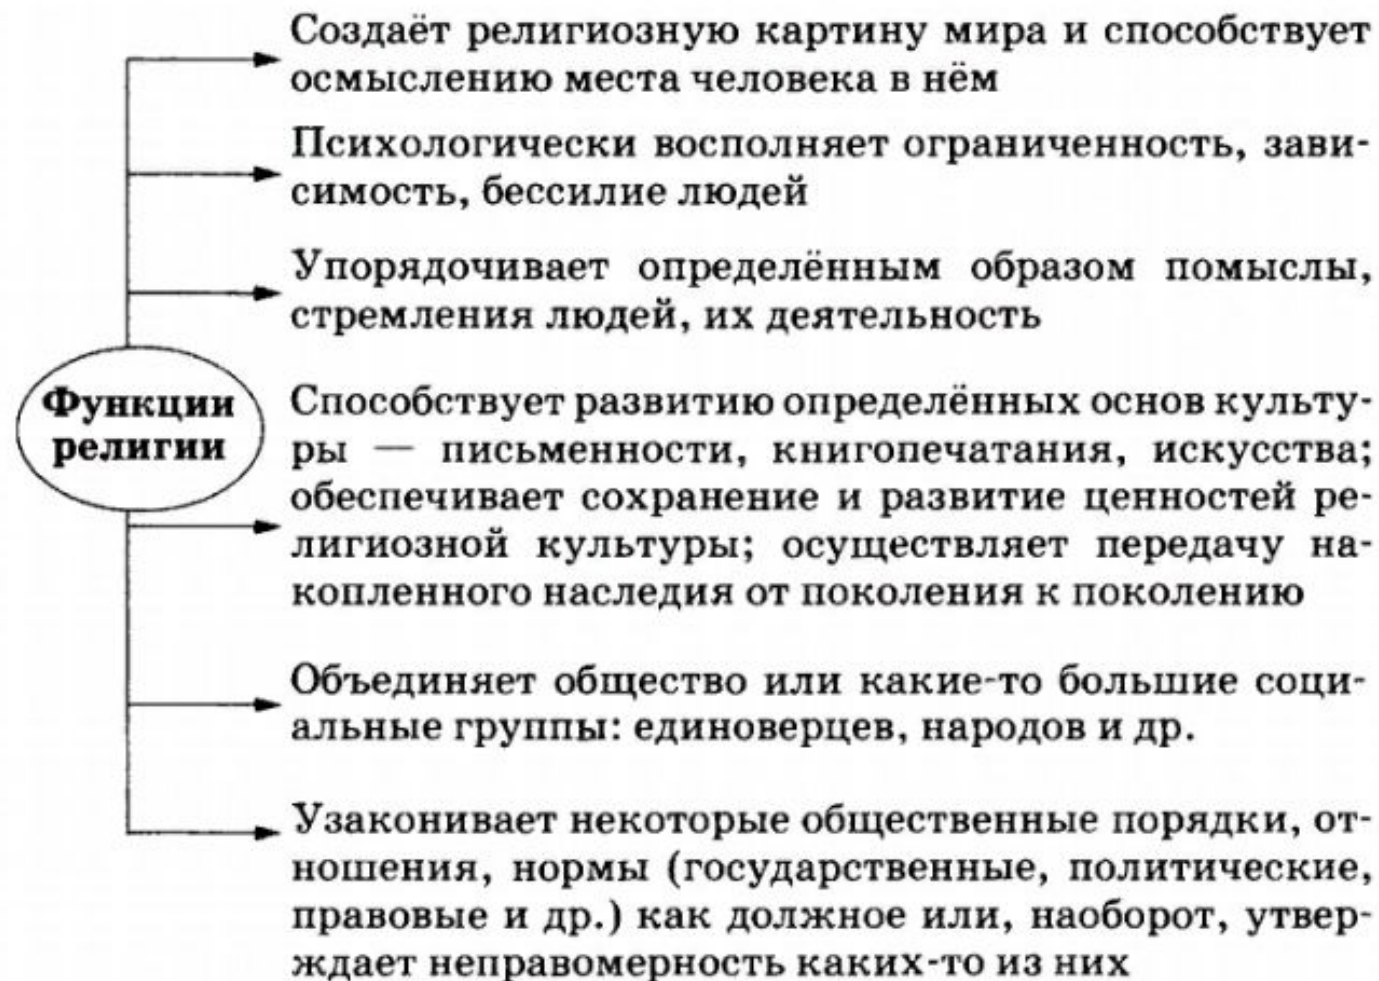 Создаёт религиозную картину мира и способствует
осмыслению места человека в нём
Психологически восполняет ограниченность, зави-
симость, бессилие людей
Упорядочивает определённым образом помыслы,
стремления людей, их деятельность
Функции
религии
Способствует развитию определённых основ культу-
ры — письменности, книгопечатания, искусства;
обеспечивает сохранение и развитие ценностей ре-
лигиозной культуры; осуществляет передачу на-
копленного наследия от поколения к поколению
Объединяет общество или какие-то большие соци-
альные группы: единоверцев, народов и др.
Узаконивает некоторые общественные порядки, от-
ношения, нормы (государственные, политические,
правовые и др.) как должное или, наоборот, утвер-
ждает неправомерность каких-то из них